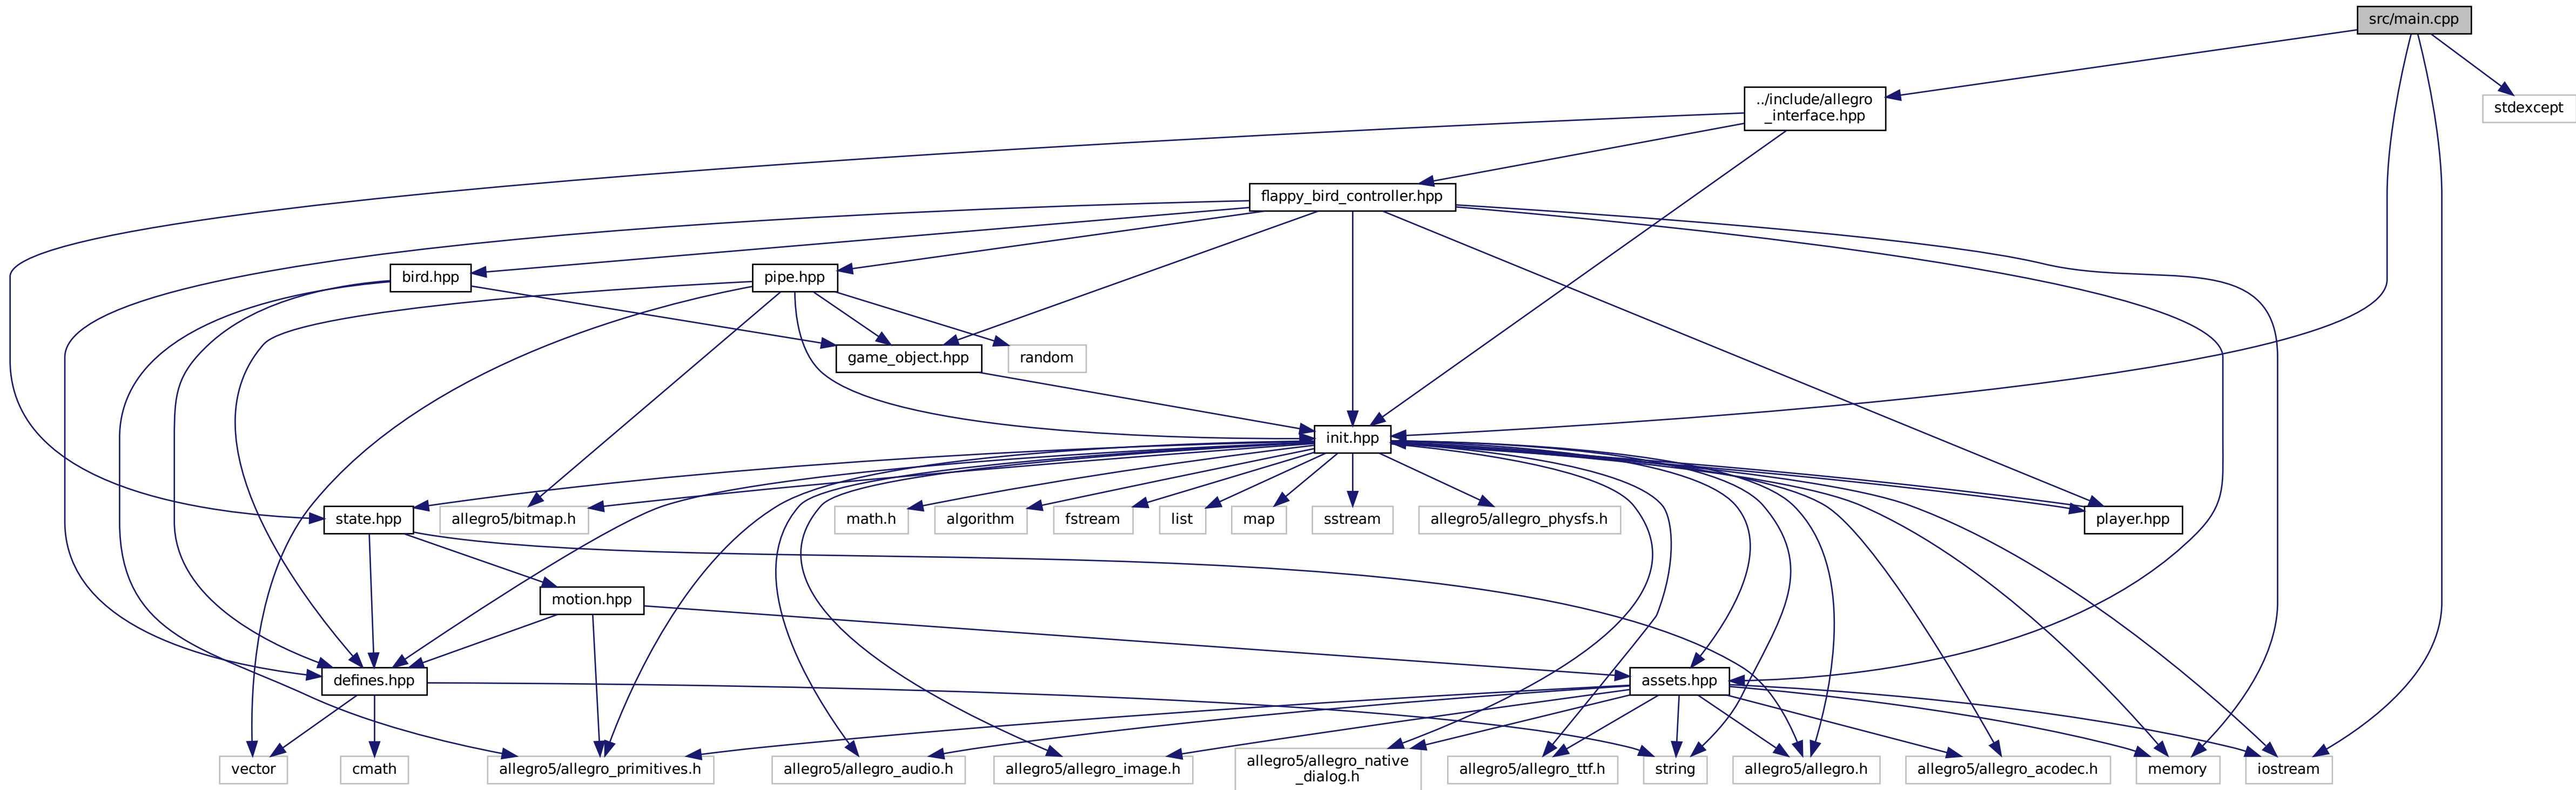 src/main.cpp
../include/allegro
_interface.hpp
stdexcept
flappy_bird_controller.hpp
bird.hpp
pipe.hpp
game_object.hpp
random
init.hpp
state.hpp
allegro5/bitmap.h
math.h
algorithm
fstream
list
map
sstream
allegro5/allegro_physfs.h
player.hpp
motion.hpp
defines.hpp
assets.hpp
vector
cmath
allegro5/allegro_primitives.h
allegro5/allegro_audio.h
allegro5/allegro_image.h
allegro5/allegro_native
_dialog.h
allegro5/allegro_ttf.h
string
allegro5/allegro.h
allegro5/allegro_acodec.h
memory
iostream